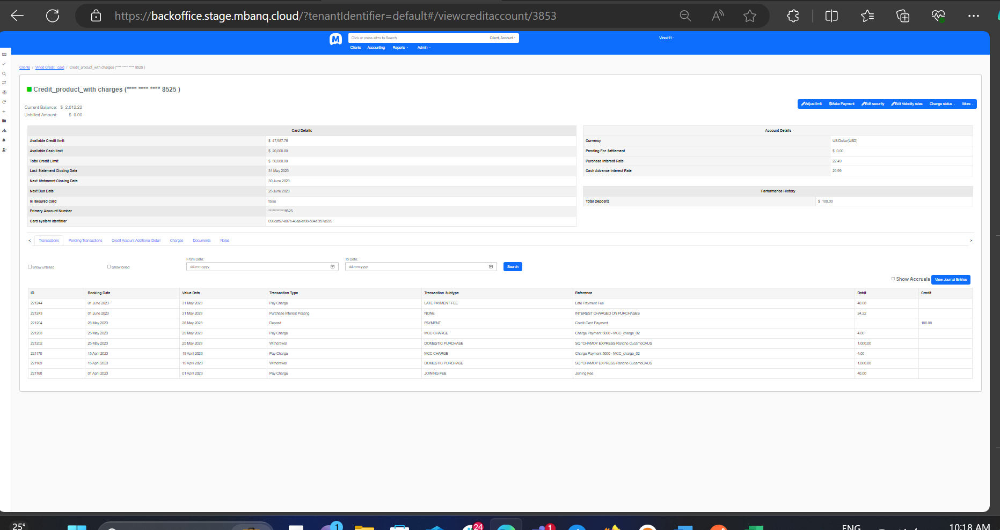 https://backoffice.stage.mbanq.cloud/?tenantIdentifier=default#/viewcreditaccount/3853
M
Click or press alt+x to Search
Client, Account
Vinod11
Clients Accounting Reports Admin
Clients / Vinod Credit_card / Credit_product_with charges (**** **** **** 8525 )
Credit_product_with charges (**** **** **** 8525 )
Current Balance: $ 2,012.22
Unbilled Amount: $ 0.00
Adjust limit $Make Payment Edit security Edit Velocity rules Change status More
Card Details
Available Credit limit $ 47,987.78
Available Cash limit $ 20,000.00
Total Credit Limit $ 50,000.00
Last Statement Closing Date 31 May 2023
Next Statement Closing Date 30 June 2023
Next Due Date 25 June 2023
Is Secured Card false
Primary Account Number ************8525
Card system identifier 098caf57-e07c-46aa-af08-b04a5f97a595
Account Details
Currency US Dollar(USD)
Pending For Settlement $ 0.00
Purchase Interest Rate 22.49
Cash Advance Interest Rate 29.99
Performance History
Total Deposits $ 100.00
< Transactions Pending Transactions Credit Account Additional Detail Charges Documents Notes >
Show unbilled Show billed
From Date: To Date:
dd-mm-yyyy dd-mm-yyyy Search
Show Accruals View Journal Entries
ID Booking Date Value Date Transaction Type Transaction Subtype Reference Debit Credit
221244 01 June 2023 31 May 2023 Pay Charge LATE PAYMENT FEE Late Payment Fee 40.00
221243 01 June 2023 31 May 2023 Purchase Interest Posting NONE INTEREST CHARGED ON PURCHASES 24.22
221204 28 May 2023 28 May 2023 Deposit PAYMENT Credit Card Payment 100.00
221203 25 May 2023 25 May 2023 Pay Charge MCC CHARGE Charge Payment 5000 - MCC_charge_02 4.00
221202 25 May 2023 25 May 2023 Withdrawal DOMESTIC PURCHASE SQ *CHAMOY EXPRESS Rancho CucamoCAUS 1,000.00
221170 15 April 2023 15 April 2023 Pay Charge MCC CHARGE Charge Payment 5000 - MCC_charge_02 4.00
221169 15 April 2023 15 April 2023 Withdrawal DOMESTIC PURCHASE SQ *CHAMOY EXPRESS Rancho CucamoCAUS 1,000.00
221168 01 April 2023 01 April 2023 Pay Charge JOINING FEE Joining Fee 40.00
25°
1
24
1
ENG
10:18 AM